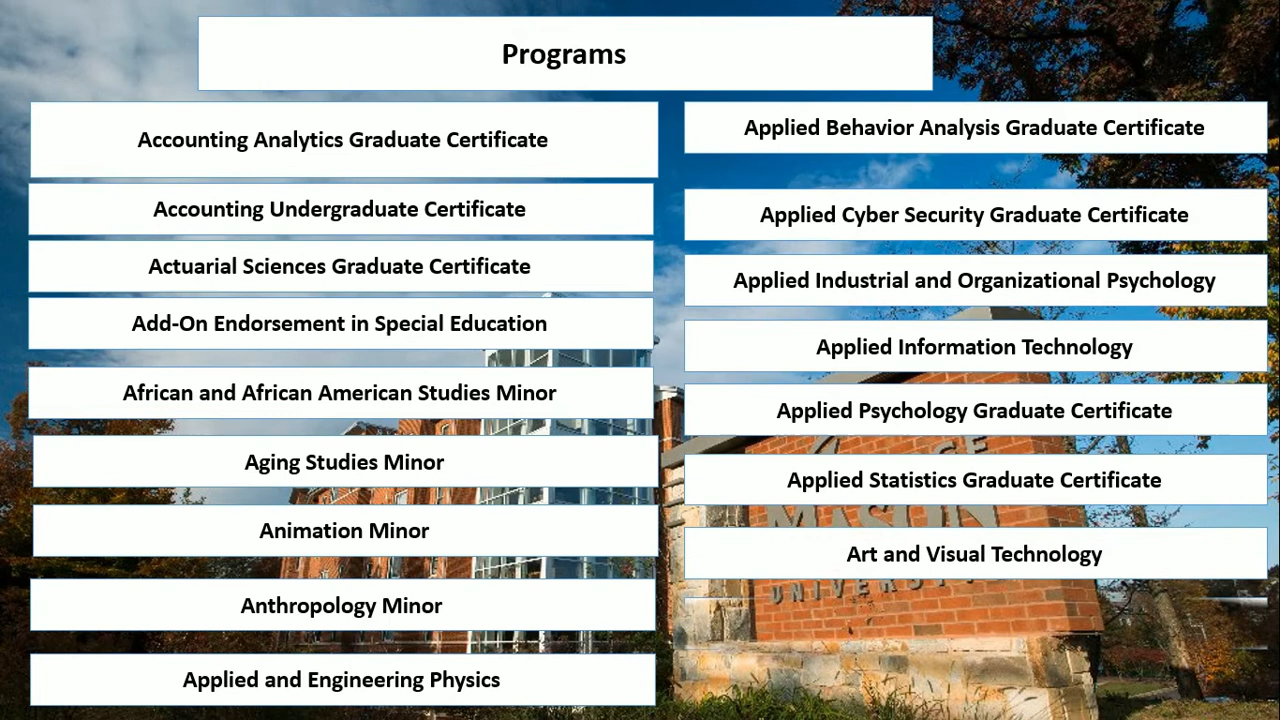 Programs
Accounting Analytics Graduate Certificate
Accounting Undergraduate Certificate
Actuarial Sciences Graduate Certificate
Add-On Endorsement in Special Education
African and African American Studies Minor
Aging Studies Minor
Animation Minor
Anthropology Minor
Applied and Engineering Physics
Applied Behavior Analysis Graduate Certificate
Applied Cyber Security Graduate Certificate
Applied Industrial and Organizational Psychology
Applied Information Technology
Applied Psychology Graduate Certificate
Applied Statistics Graduate Certificate
Art and Visual Technology
MASON
UNIVERSITY